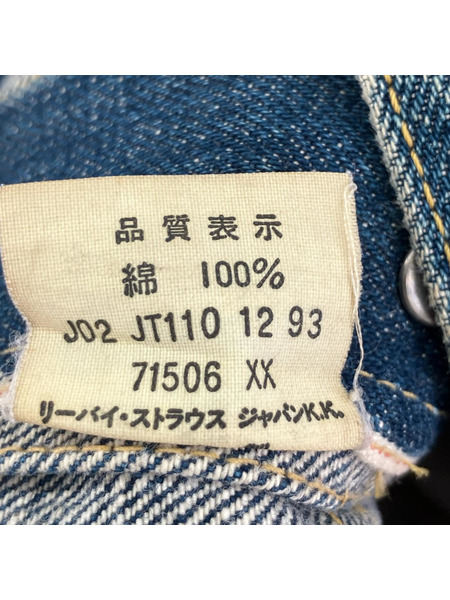 品質表示
綿 100%
J02 JT110 12 93
71506 XX
リーバイ・ストラウス ジャパンK.K.